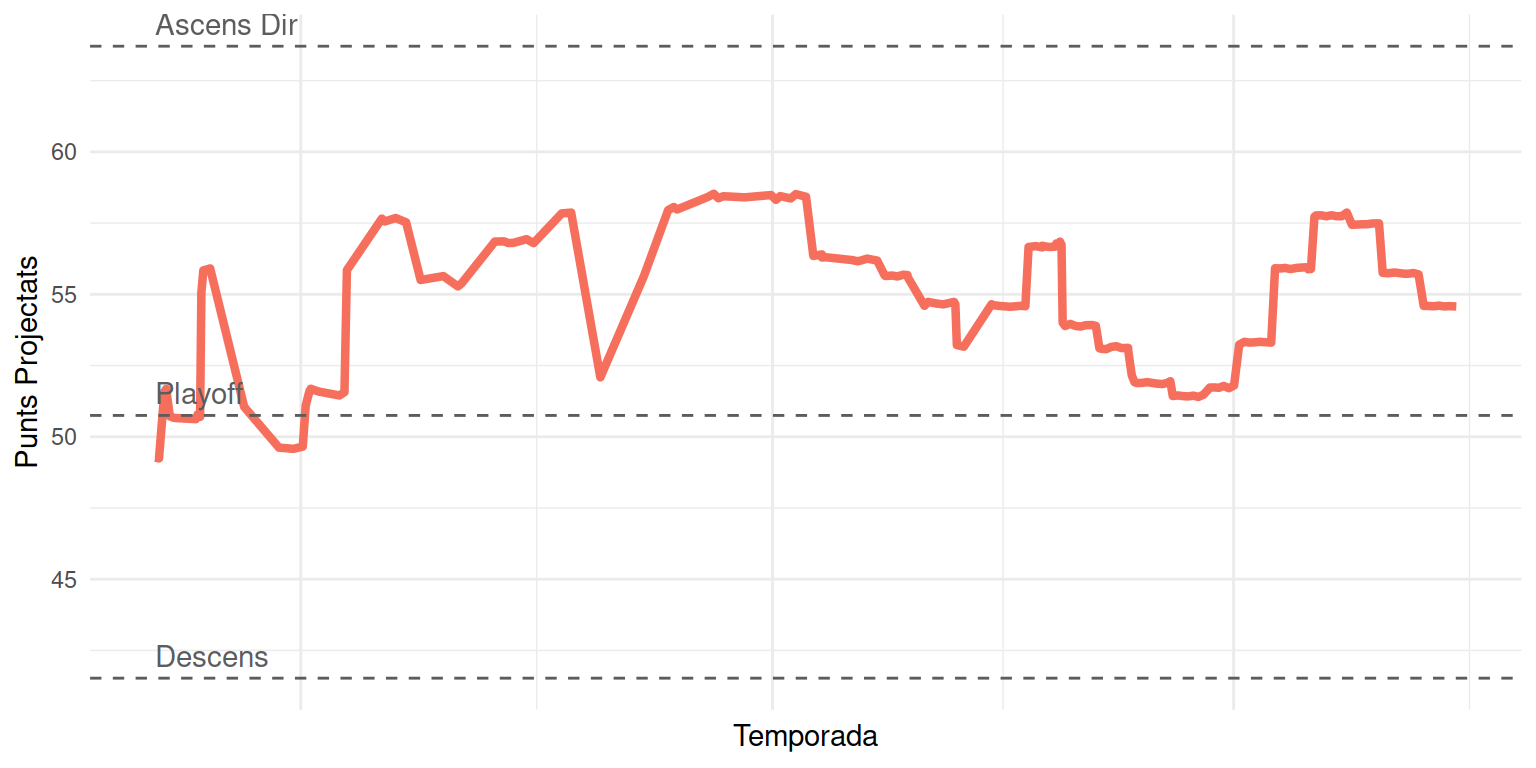 Ascens Dir
60
55
Playoff
50
45
Descens
Punts Projectats
Temporada